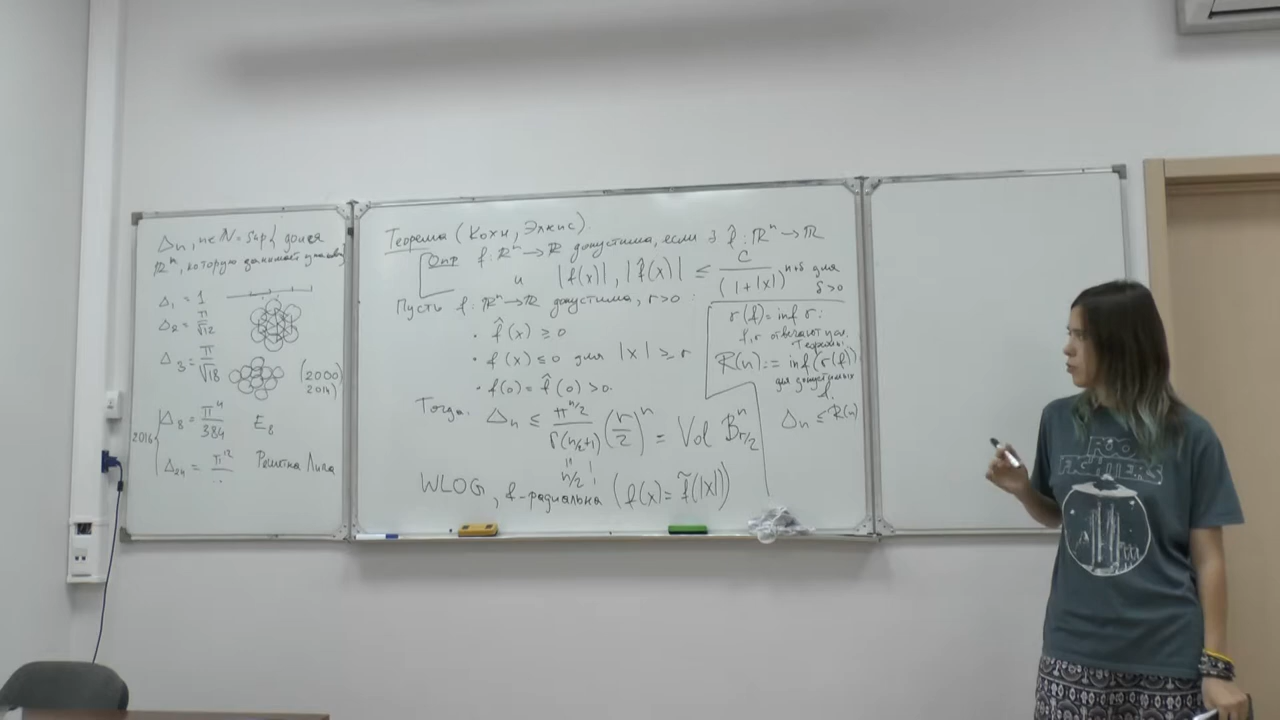 Δₙ, n∈ℕ = sup{ доля
ℝⁿ, которую занимает упаковка}
Δ₁ = 1
Δ₂ = π/√12
Δ₃ = π/√18 (2000, 2014)
2016 Δ₈ = π⁴/384 E₈
Δ₂₄ = π¹²/ Решетка Лича
Теорема (Кохн, Элкис).
Опр f: ℝⁿ → ℝ допустима, если ∃ f̂: ℝⁿ → ℝ
и |f(x)|, |f̂(x)| ≤ C/(1+|x|)ⁿ⁺ᵟ для δ>0
Пусть f: ℝⁿ → ℝ допустима, r>0:
• f̂(x) ≥ 0
• f(x) ≤ 0 для |x| ≥ r
• f(0) = f̂(0) > 0.
Тогда. Δₙ ≤ π^(n/2)/Γ(n/2+1) (r/2)ⁿ = Vol Bⁿ_(r/2)
"
n/2 !
WLOG, f-радиальна (f(x) = f̃(|x|))
r(f) = inf r:
f, r отвечают усл.
Теоремы
R(n) := inf(r(f))
для допустимых
f.
Δₙ ≤ R(n)
FOO
FIGHTERS